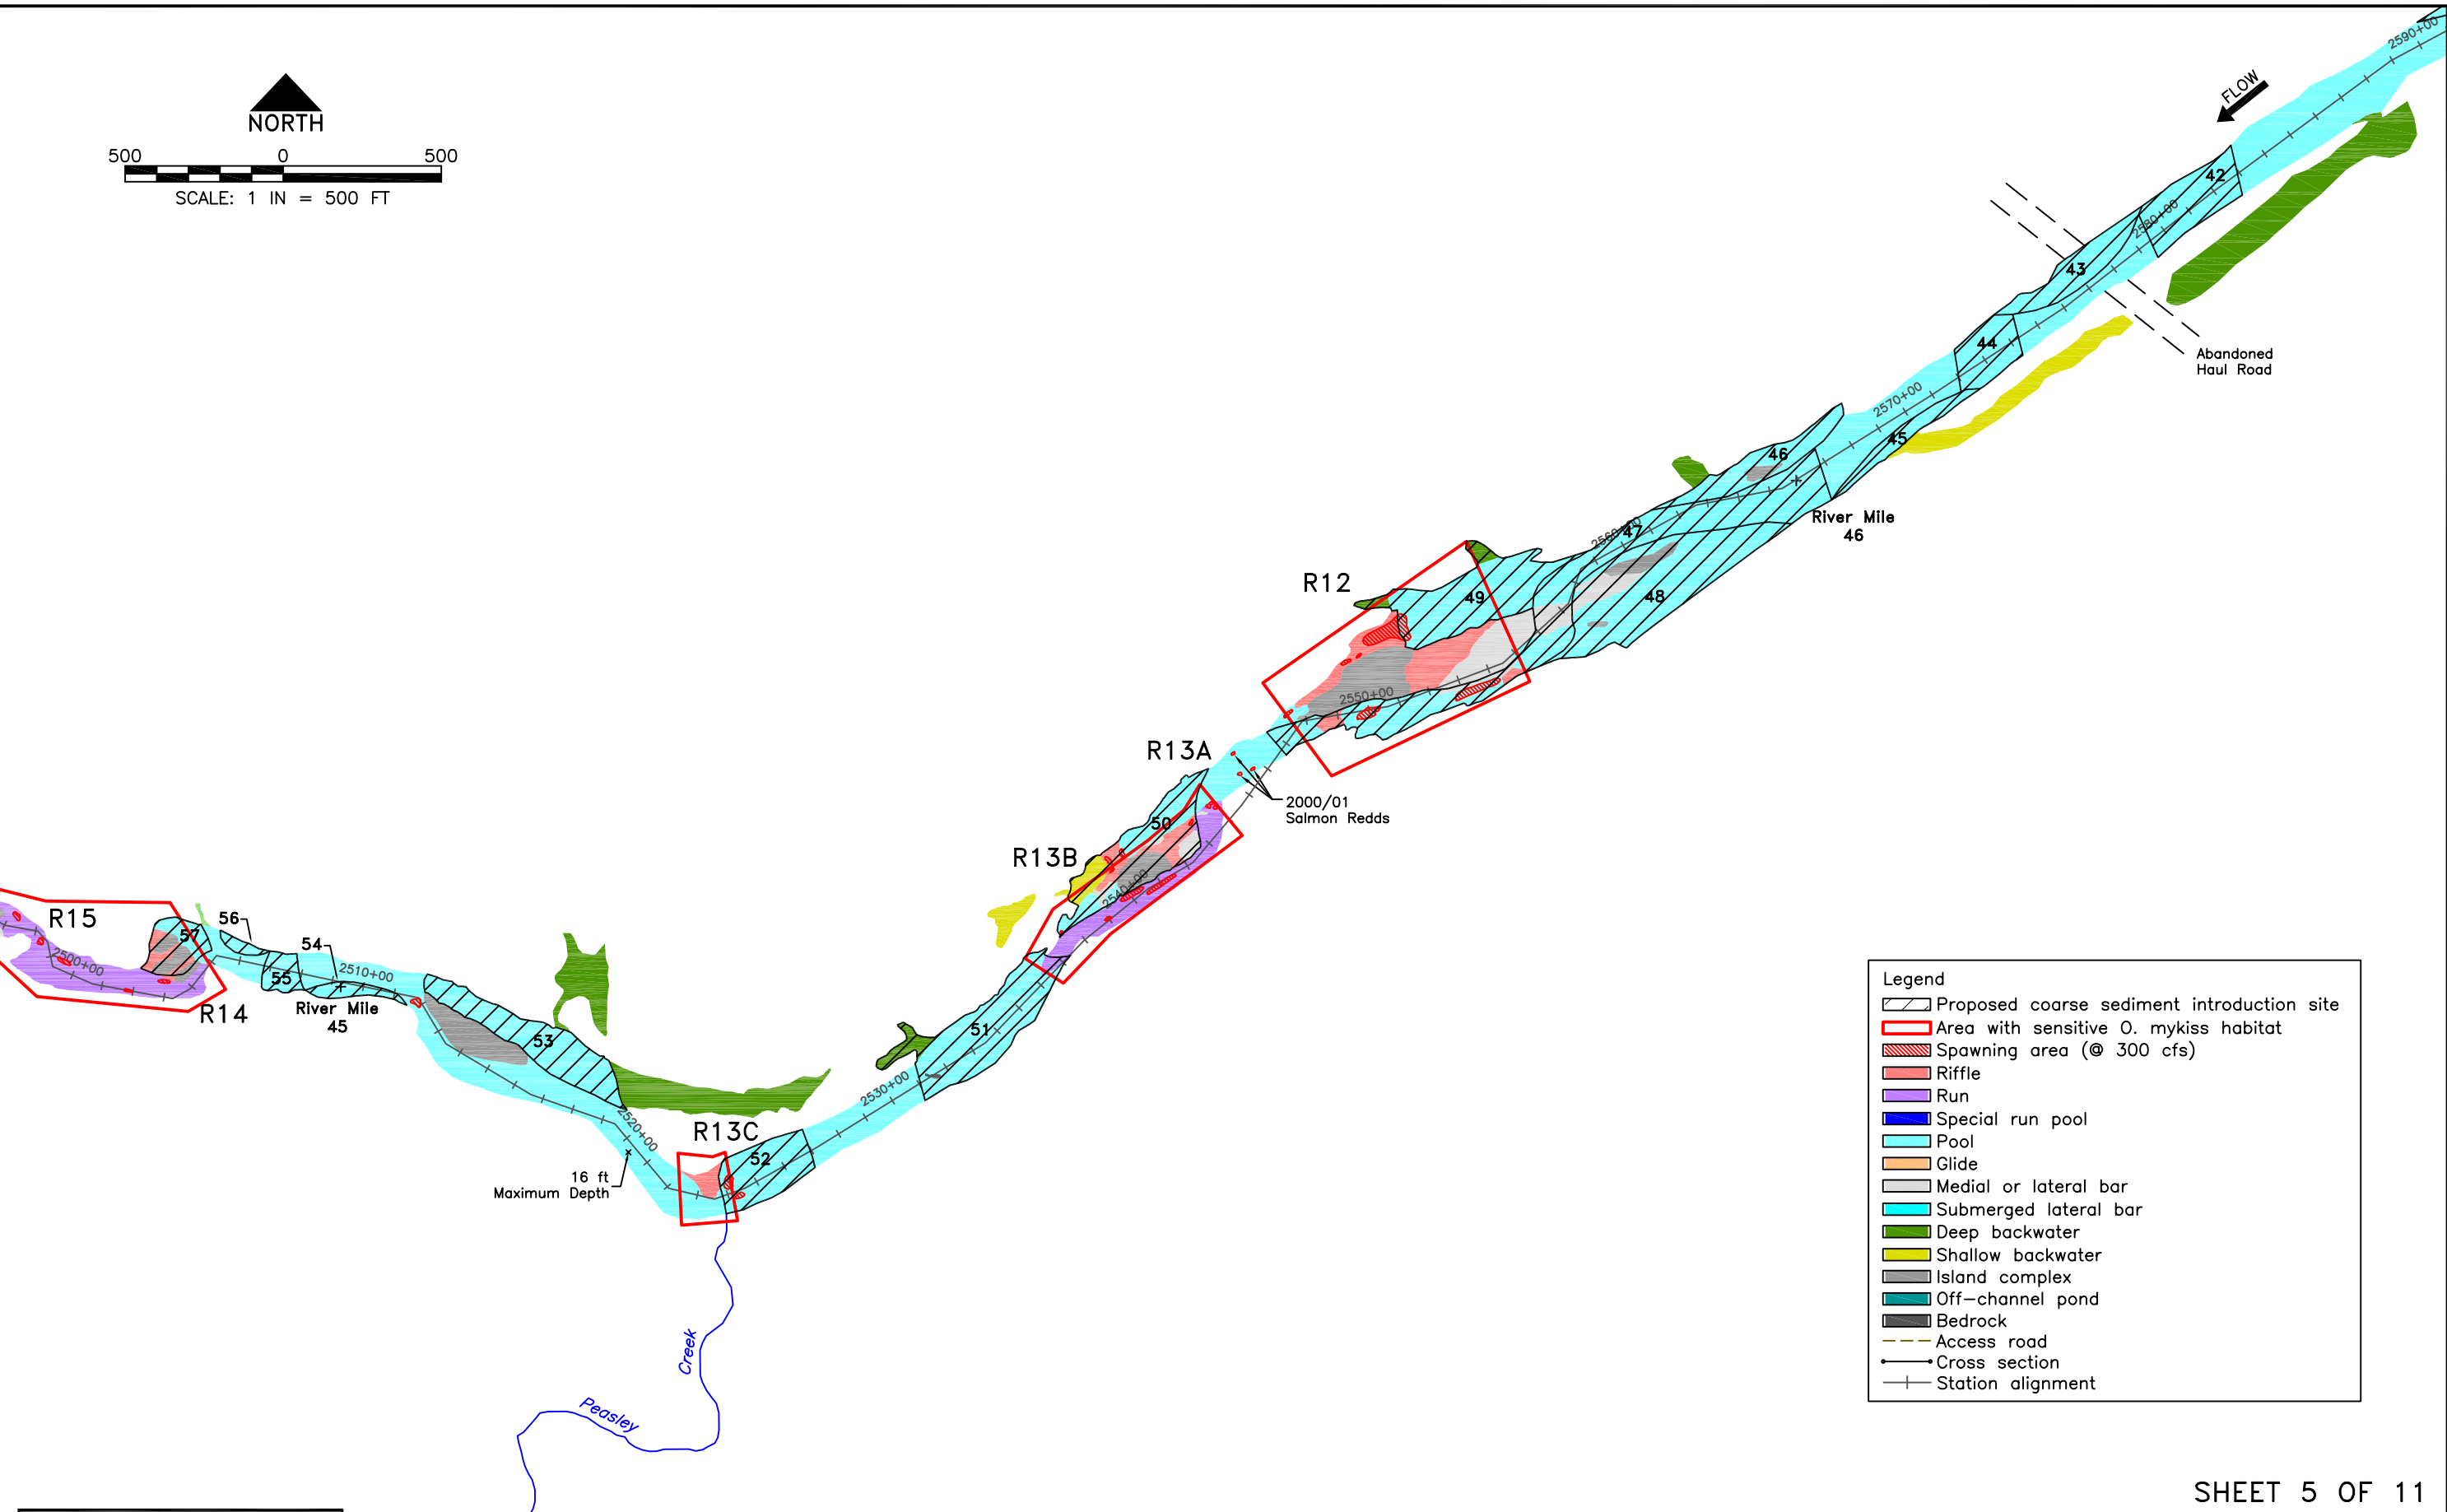 2590+00
FLOW
NORTH
500 0 500
SCALE: 1 IN = 500 FT
42
2580+00
43
44
Abandoned
Haul Road
2570+00
45
46
River Mile
46
47
2560+00
48
49
R12
2550+00
R13A
2000/01
Salmon Redds
50
R13B
2540+00
51
2530+00
R13C
52
2520+00
16 ft
Maximum Depth
53
54
2510+00
River Mile
45
55
56
57
R14
R15
2500+00
Creek
Peasley
Legend
Proposed coarse sediment introduction site
Area with sensitive O. mykiss habitat
Spawning area (@ 300 cfs)
Riffle
Run
Special run pool
Pool
Glide
Medial or lateral bar
Submerged lateral bar
Deep backwater
Shallow backwater
Island complex
Off-channel pond
Bedrock
Access road
Cross section
Station alignment
SHEET 5 OF 11